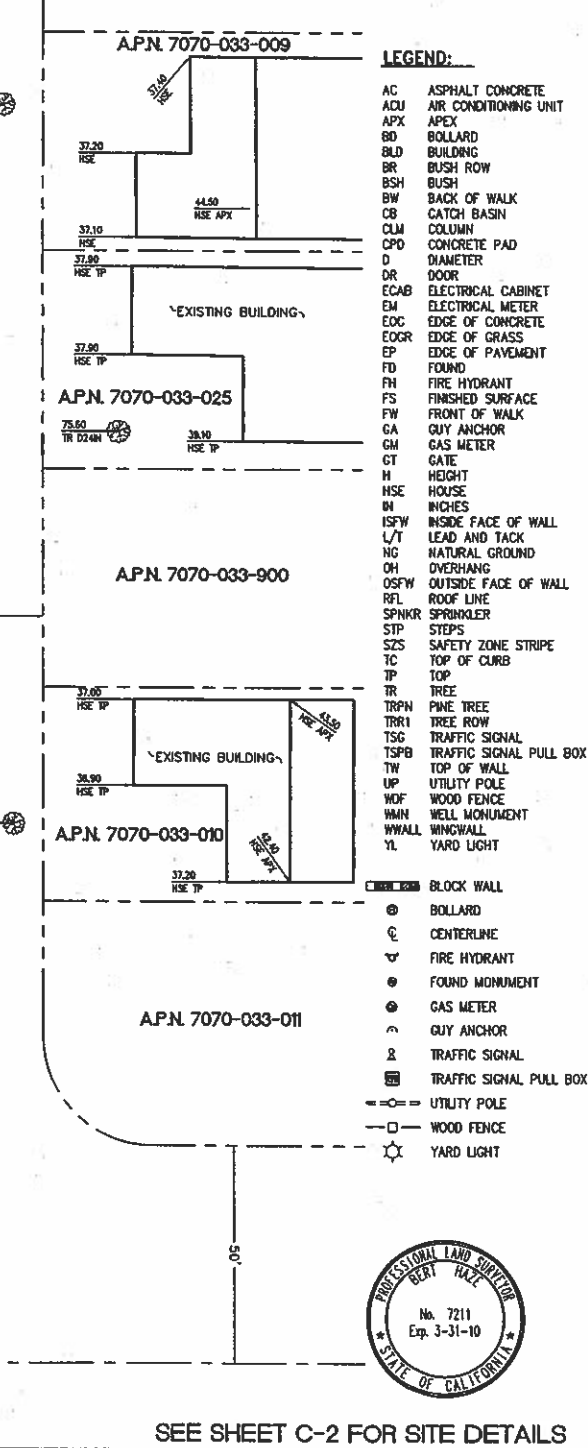 A.P.N. 7070-033-009
37.40
HSE
37.20
HSE
44.50
HSE APX
37.10
HSE
37.90
HSE TP
EXISTING BUILDING
37.90
HSE TP
A.P.N. 7070-033-025
75.60
TR D24IN
39.10
HSE TP
A.P.N. 7070-033-900
37.00
HSE TP
43.50
HSE APX
EXISTING BUILDING
38.90
HSE TP
A.P.N. 7070-033-010
42.40
HSE APX
37.20
HSE TP
A.P.N. 7070-033-011
50'
LEGEND:
AC ASPHALT CONCRETE
ACU AIR CONDITIONING UNIT
APX APEX
BD BOLLARD
BLD BUILDING
BR BUSH ROW
BSH BUSH
BW BACK OF WALK
CB CATCH BASIN
CLM COLUMN
CPD CONCRETE PAD
D DIAMETER
DR DOOR
ECAB ELECTRICAL CABINET
EM ELECTRICAL METER
EOC EDGE OF CONCRETE
EOGR EDGE OF GRASS
EP EDGE OF PAVEMENT
FD FOUND
FH FIRE HYDRANT
FS FINISHED SURFACE
FW FRONT OF WALK
GA GUY ANCHOR
GM GAS METER
GT GATE
H HEIGHT
HSE HOUSE
IN INCHES
ISFW INSIDE FACE OF WALL
L/T LEAD AND TACK
NG NATURAL GROUND
OH OVERHANG
OSFW OUTSIDE FACE OF WALL
RFL ROOF LINE
SPNKR SPRINKLER
STP STEPS
SZS SAFETY ZONE STRIPE
TC TOP OF CURB
TP TOP
TR TREE
TRPN PINE TREE
TRR1 TREE ROW
TSG TRAFFIC SIGNAL
TSPB TRAFFIC SIGNAL PULL BOX
TW TOP OF WALL
UP UTILITY POLE
WDF WOOD FENCE
WMN WELL MONUMENT
WWALL WINGWALL
YL YARD LIGHT
BLOCK WALL
BOLLARD
CENTERLINE
FIRE HYDRANT
FOUND MONUMENT
GAS METER
GUY ANCHOR
TRAFFIC SIGNAL
TRAFFIC SIGNAL PULL BOX
UTILITY POLE
WOOD FENCE
YARD LIGHT
PROFESSIONAL LAND SURVEYOR
BERT HAZE
No. 7211
Exp. 3-31-10
STATE OF CALIFORNIA
SEE SHEET C-2 FOR SITE DETAILS